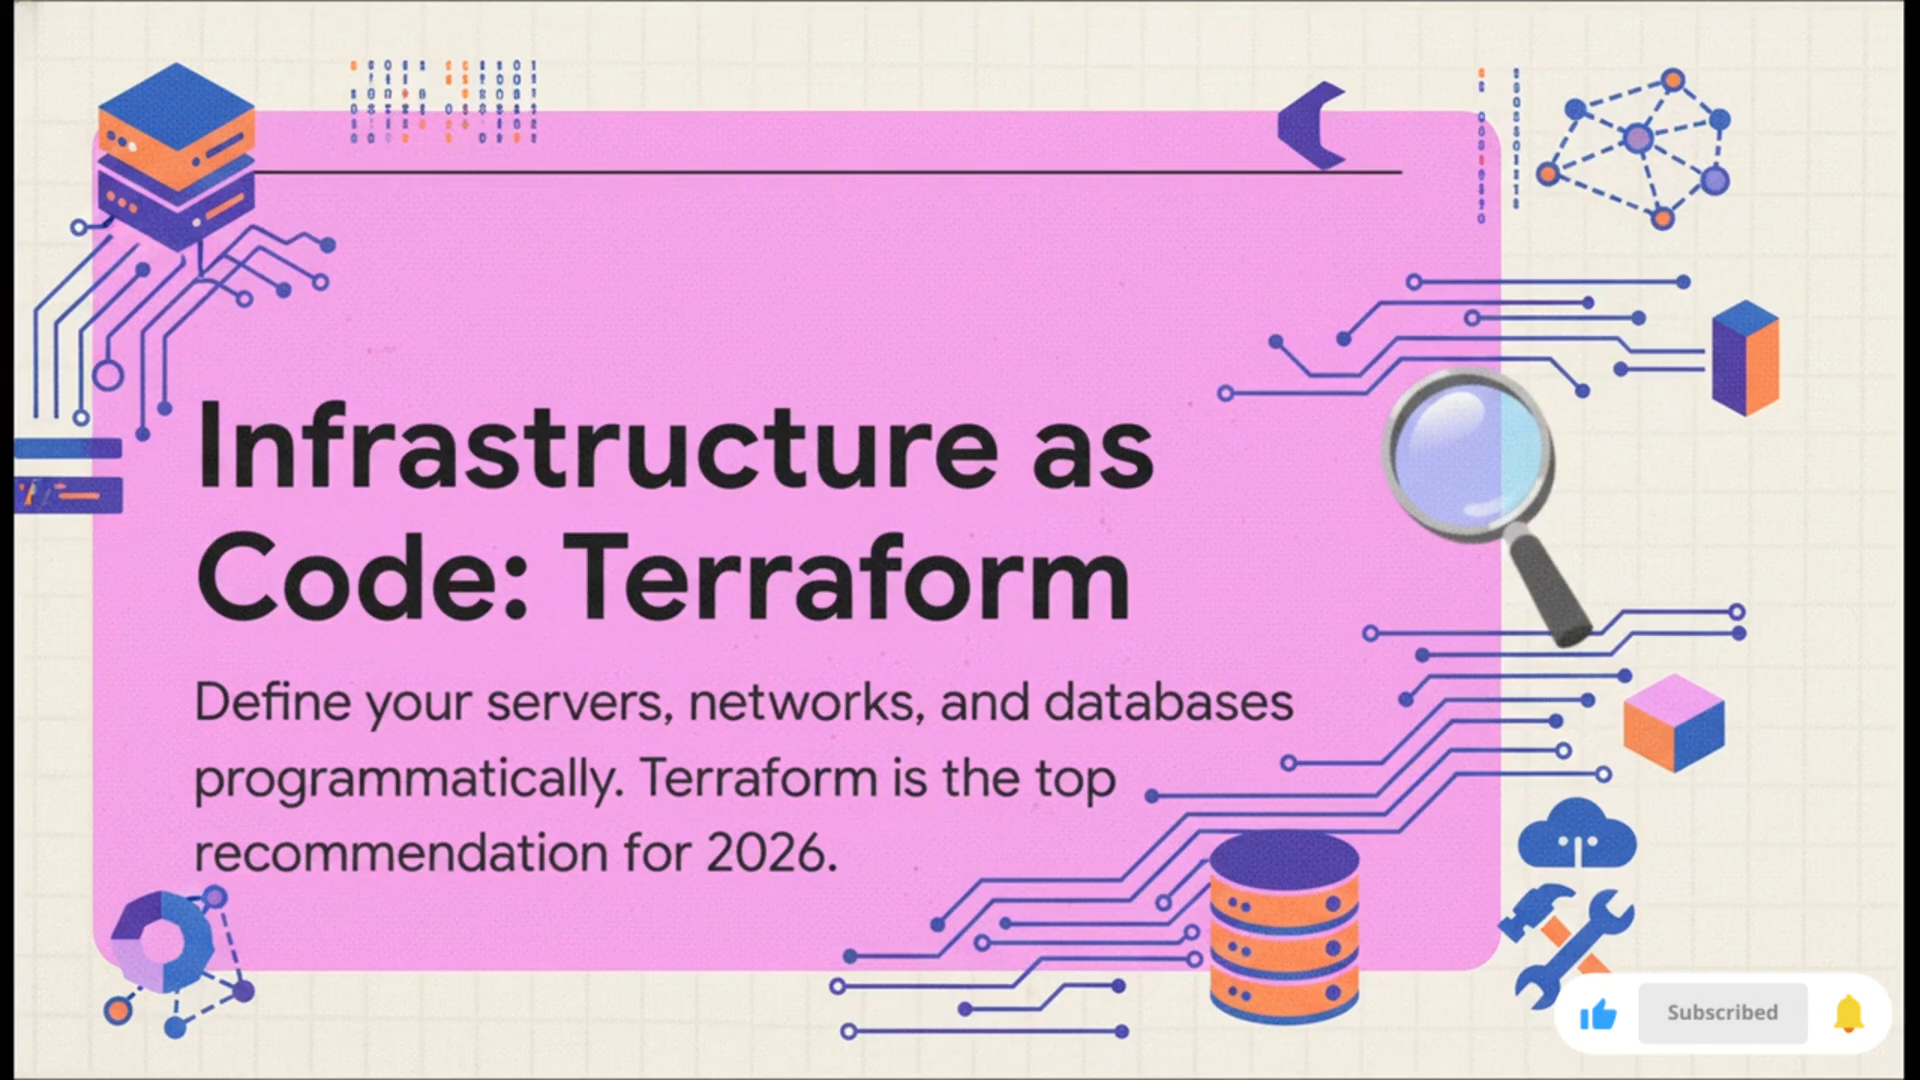 Infrastructure as
Code: Terraform
Define your servers, networks, and databases
programmatically. Terraform is the top
recommendation for 2026.
Subscribed